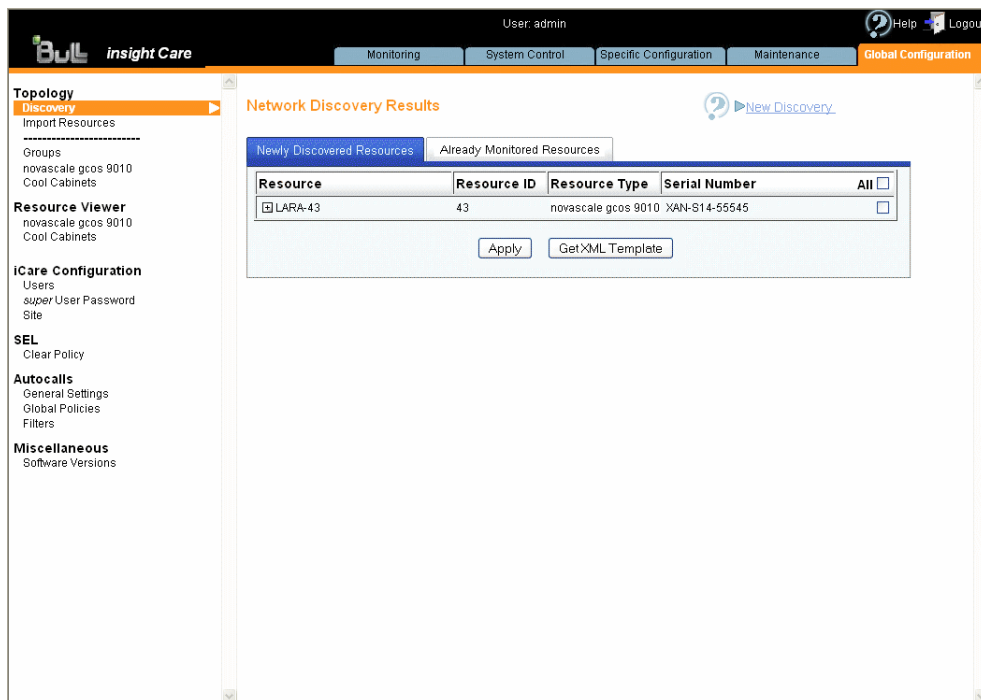 User: admin
Help
Logou
Bull
insight Care
Monitoring
System Control
Specific Configuration
Maintenance
Global Configuration
Topology
Discovery
Import Resources
-------------------------
Groups
novascale gcos 9010
Cool Cabinets
Resource Viewer
novascale gcos 9010
Cool Cabinets
iCare Configuration
Users
super User Password
Site
SEL
Clear Policy
Autocalls
General Settings
Global Policies
Filters
Miscellaneous
Software Versions
Network Discovery Results
New Discovery
Newly Discovered Resources
Already Monitored Resources
Resource Resource ID Resource Type Serial Number All
LARA-43 43 novascale gcos 9010 XAN-S14-55545
Apply
Get XML Template